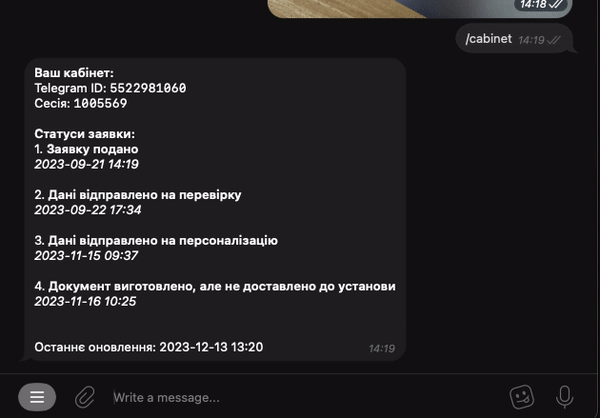 14:18
/cabinet 14:19
Ваш кабінет:
Telegram ID: 5522981060
Сесія: 1005569
Статуси заявки:
1. Заявку подано
2023-09-21 14:19
2. Дані відправлено на перевірку
2023-09-22 17:34
3. Дані відправлено на персоналізацію
2023-11-15 09:37
4. Документ виготовлено, але не доставлено до установи
2023-11-16 10:25
Останнє оновлення: 2023-12-13 13:20 14:19
Write a message...